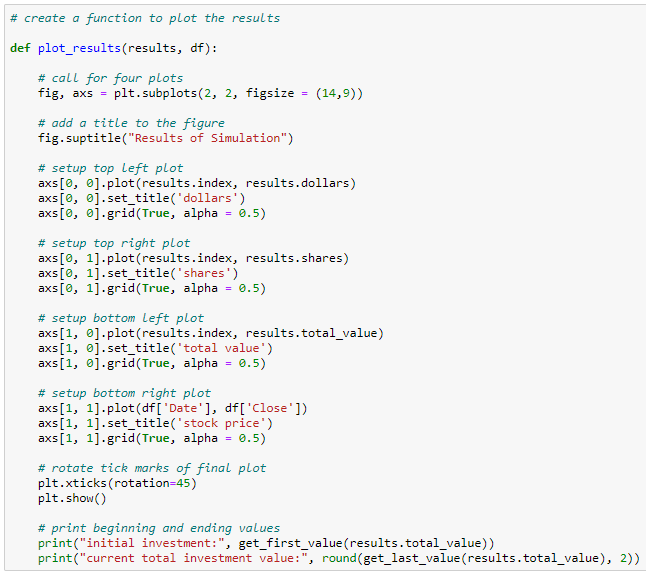 # create a function to plot the results
def plot_results(results, df):
# call for four plots
fig, axs = plt.subplots(2, 2, figsize = (14,9))
# add a title to the figure
fig.suptitle("Results of Simulation")
# setup top left plot
axs[0, 0].plot(results.index, results.dollars)
axs[0, 0].set_title('dollars')
axs[0, 0].grid(True, alpha = 0.5)
# setup top right plot
axs[0, 1].plot(results.index, results.shares)
axs[0, 1].set_title('shares')
axs[0, 1].grid(True, alpha = 0.5)
# setup bottom left plot
axs[1, 0].plot(results.index, results.total_value)
axs[1, 0].set_title('total value')
axs[1, 0].grid(True, alpha = 0.5)
# setup bottom right plot
axs[1, 1].plot(df['Date'], df['Close'])
axs[1, 1].set_title('stock price')
axs[1, 1].grid(True, alpha = 0.5)
# rotate tick marks of final plot
plt.xticks(rotation=45)
plt.show()
# print beginning and ending values
print("initial investment:", get_first_value(results.total_value))
print("current total investment value:", round(get_last_value(results.total_value), 2))